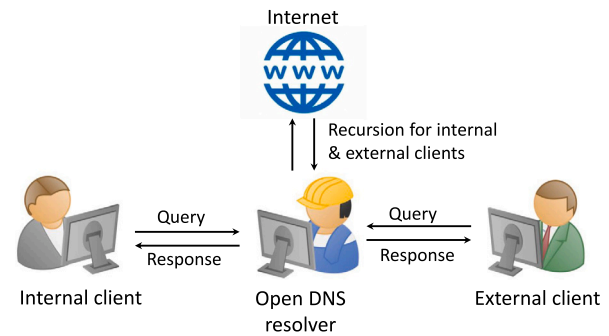 Internet
WWW
Recursion for internal
& external clients
Query
Response
Query
Response
Internal client
Open DNS
resolver
External client